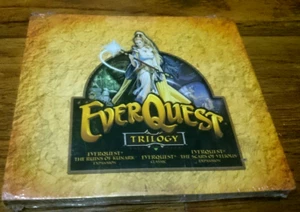 EVERQUEST
TRILOGY
EVERQUEST:
THE RUINS OF KUNARK
EXPANSION
EVERQUEST:
CLASSIC
EVERQUEST:
THE SCARS OF VELIOUS
EXPANSION